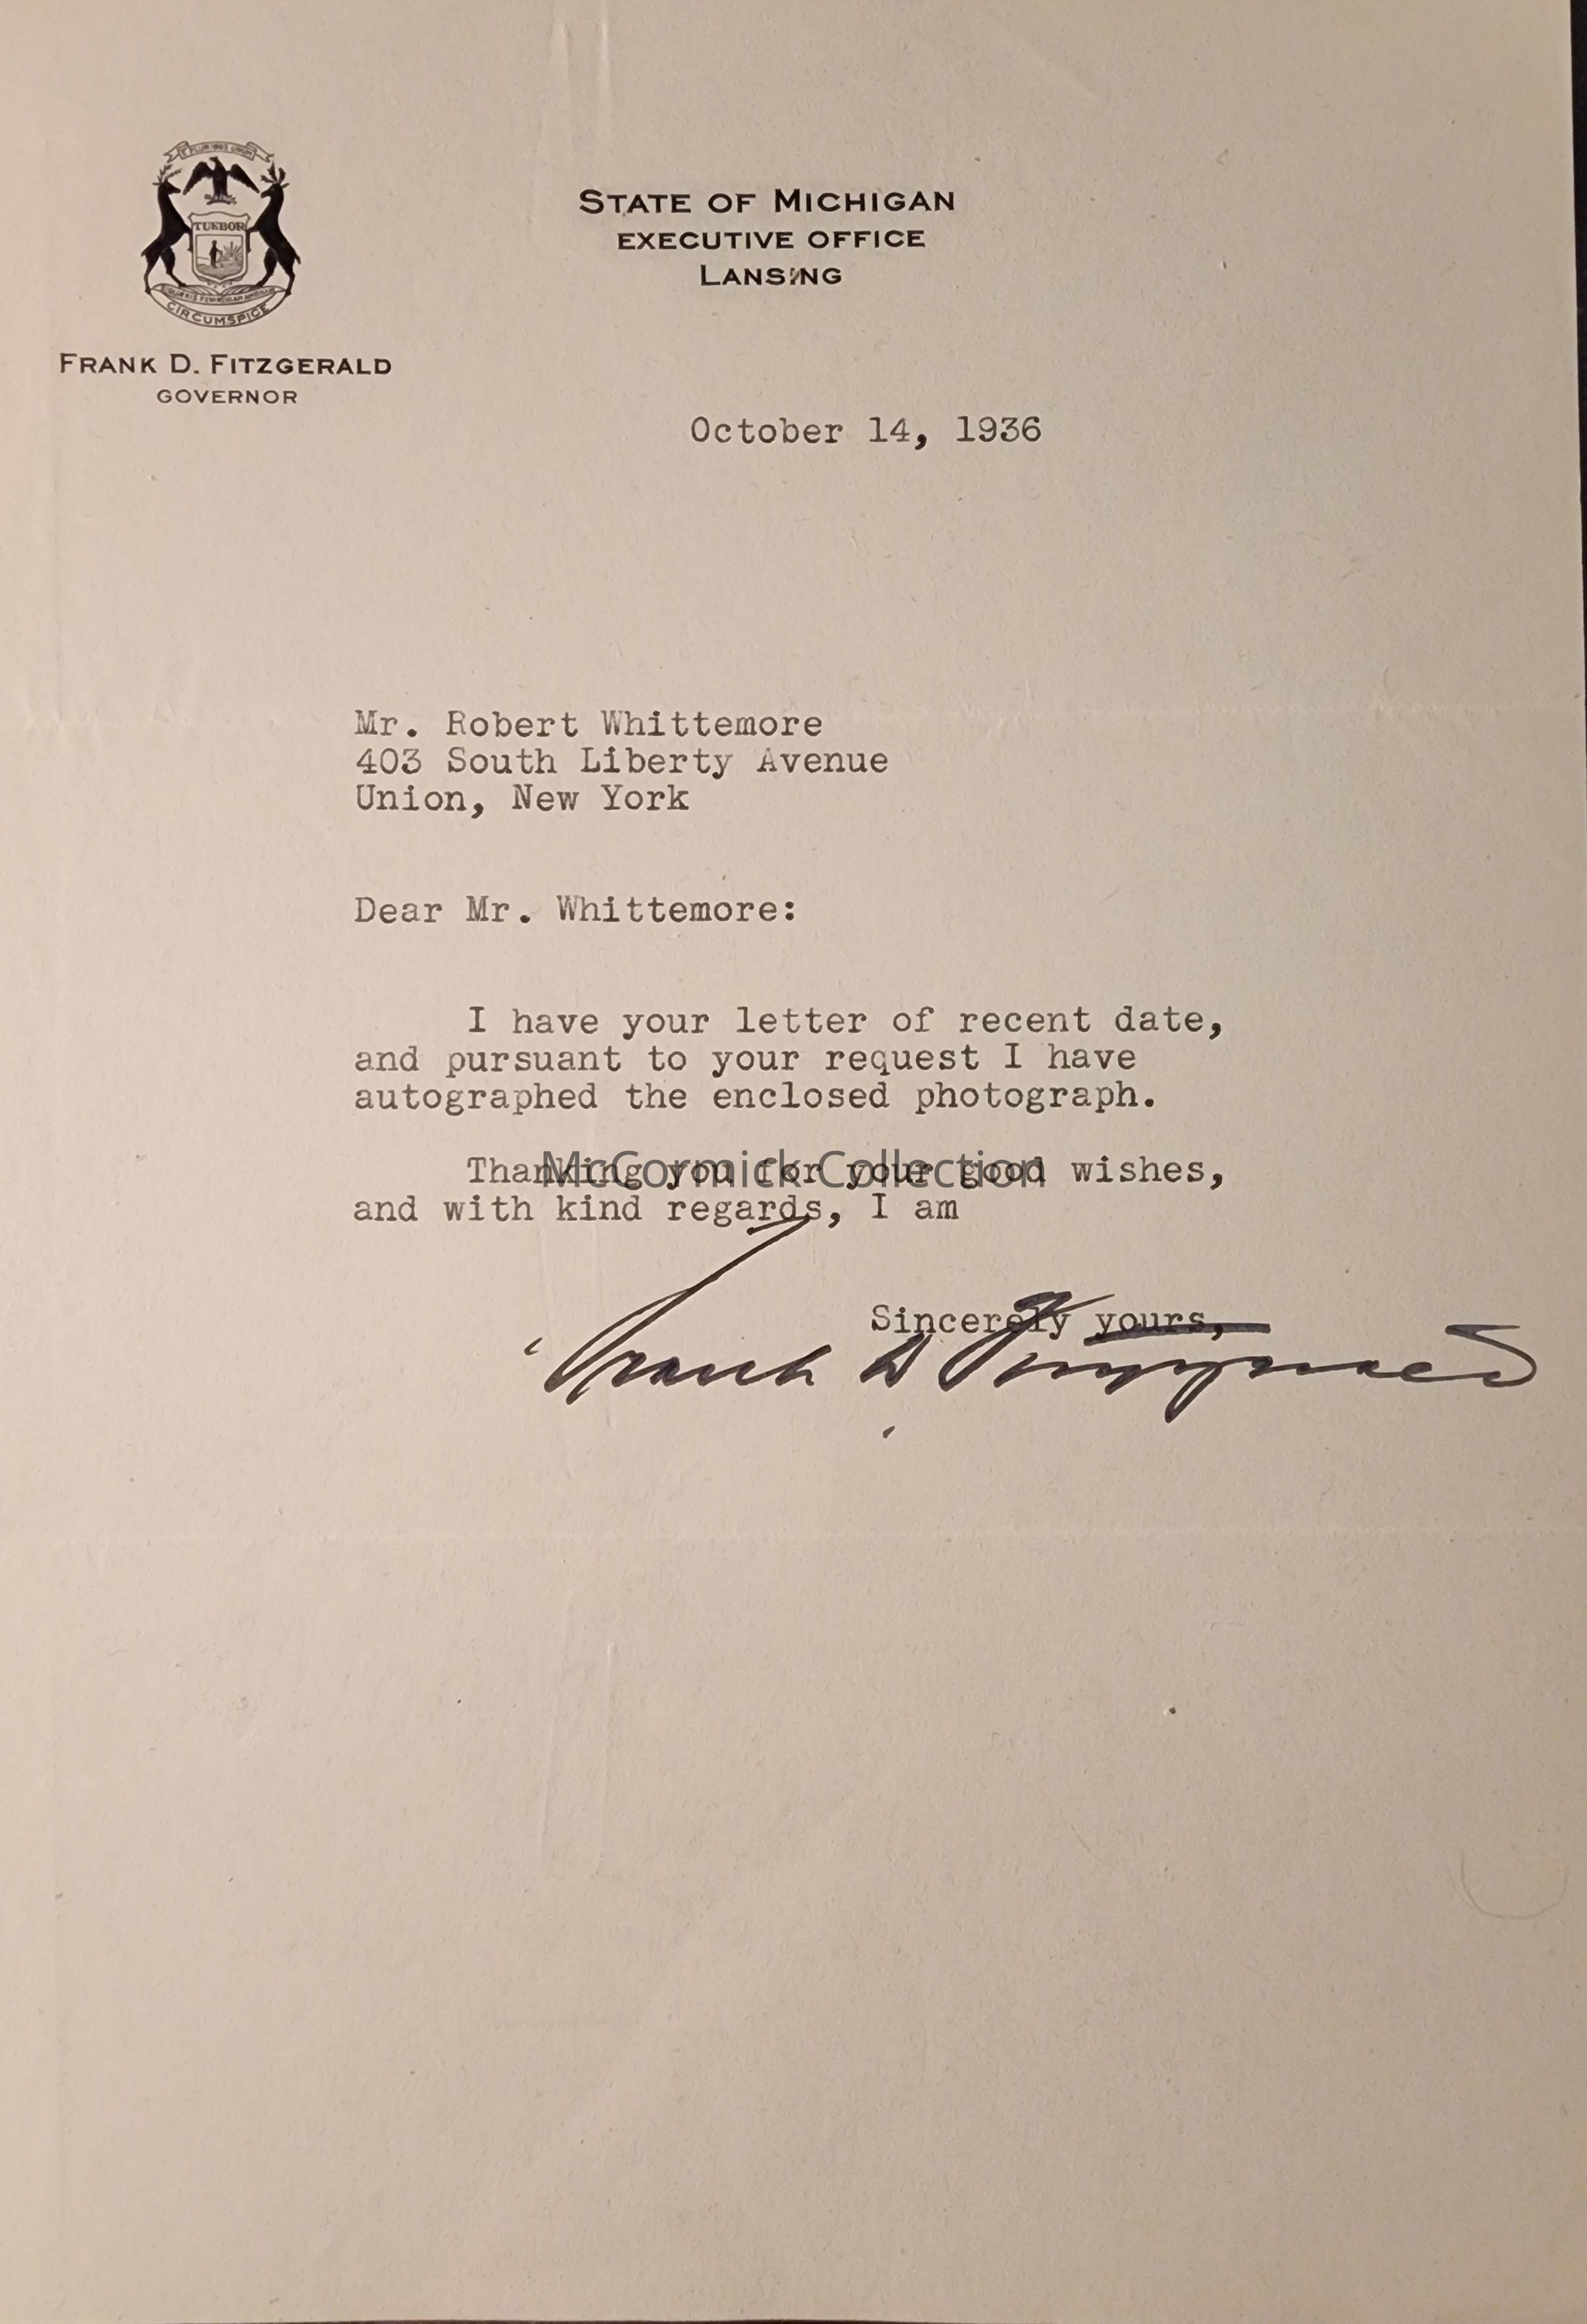 E PLURIBUS UNUM
TUEBOR
CIRCUMSPICE
STATE OF MICHIGAN
EXECUTIVE OFFICE
LANSING
FRANK D. FITZGERALD
GOVERNOR
October 14, 1936
Mr. Robert Whittemore
403 South Liberty Avenue
Union, New York
Dear Mr. Whittemore:
I have your letter of recent date,
and pursuant to your request I have
autographed the enclosed photograph.
Thanking you for your good wishes,
McCormick Collection
and with kind regards, I am
Sincerely yours,
Frank D Fitzgerald